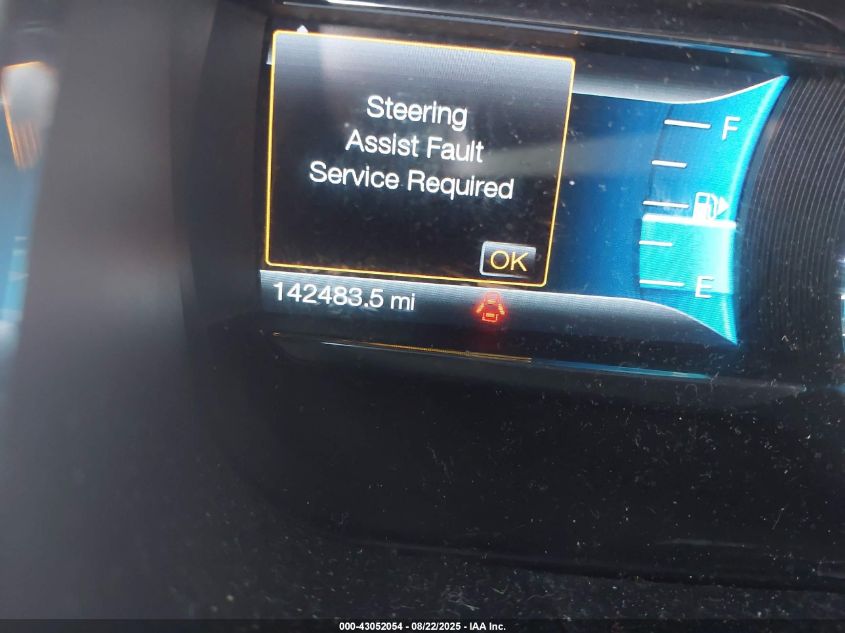 Steering
Assist Fault
Service Required
OK
142483.5 mi
F
E
000-43052054 - 08/22/2025 - IAA Inc.